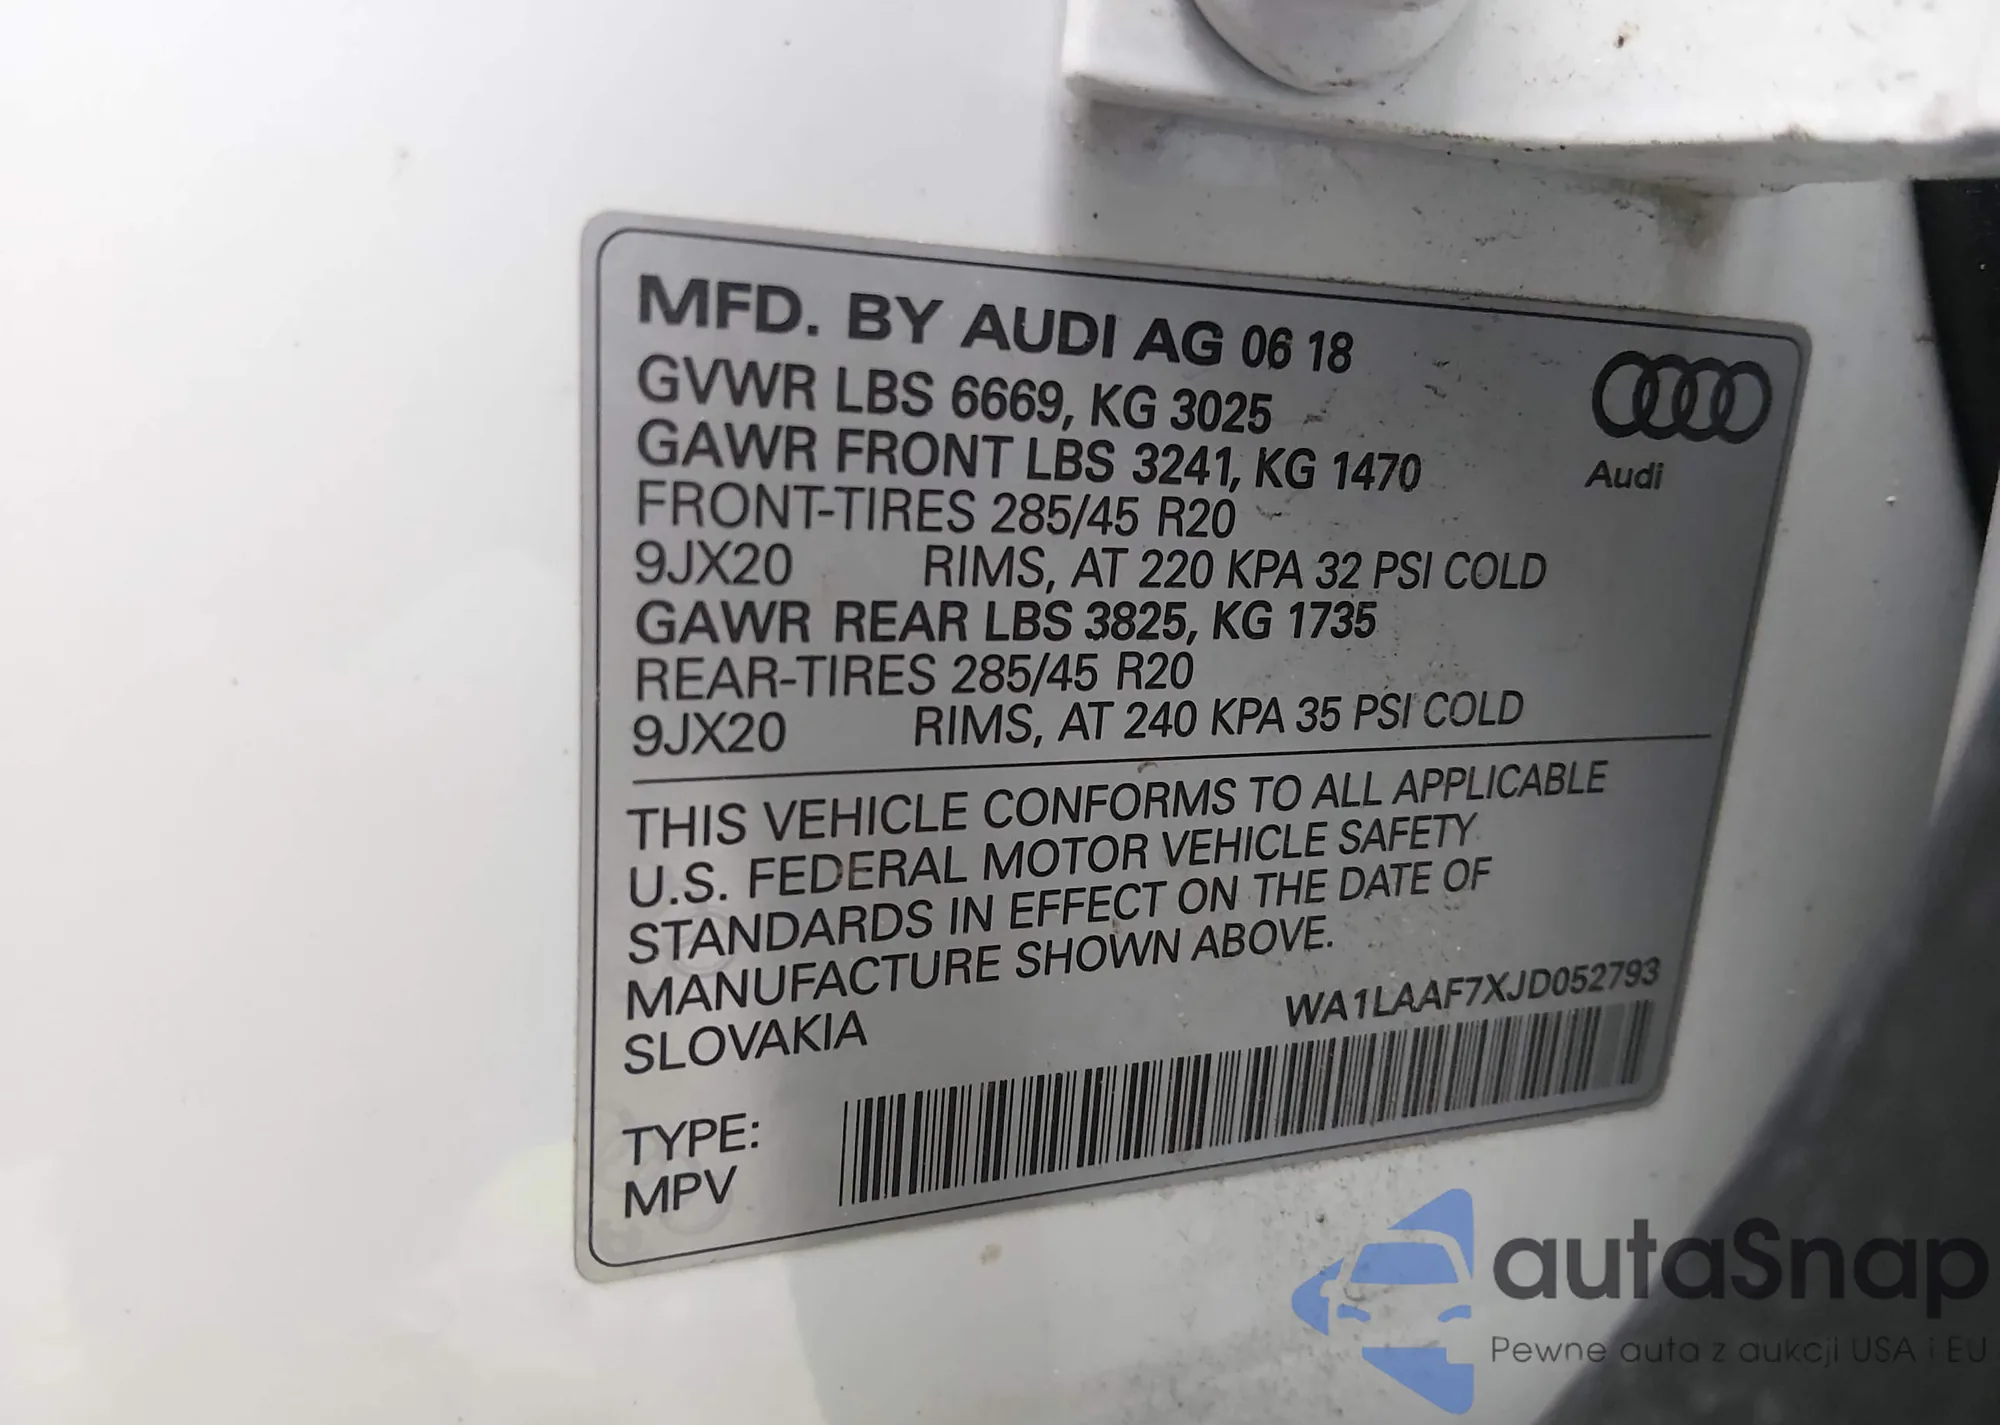 MFD. BY AUDI AG 06 18
GVWR LBS 6669, KG 3025
GAWR FRONT LBS 3241, KG 1470
FRONT-TIRES 285/45 R20
9JX20 RIMS, AT 220 KPA 32 PSI COLD
GAWR REAR LBS 3825, KG 1735
REAR-TIRES 285/45 R20
9JX20 RIMS, AT 240 KPA 35 PSI COLD
Audi
THIS VEHICLE CONFORMS TO ALL APPLICABLE
U.S. FEDERAL MOTOR VEHICLE SAFETY
STANDARDS IN EFFECT ON THE DATE OF
MANUFACTURE SHOWN ABOVE.
SLOVAKIA
WA1LAAF7XJD052793
TYPE:
MPV
autaSnap
Pewne auta z aukcji USA i EU